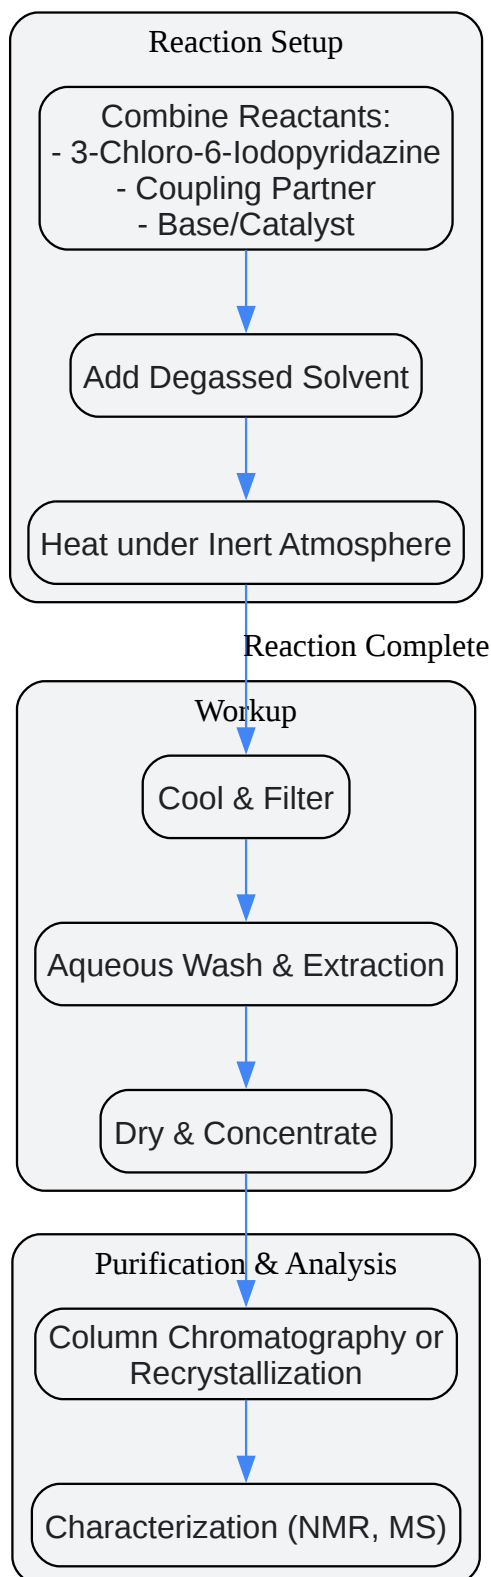 Reaction Setup
Combine Reactants:
- 3-Chloro-6-Iodopyridazine
- Coupling Partner
- Base/Catalyst
Add Degassed Solvent
Heat under Inert Atmosphere
Reaction Complete
Workup
Cool & Filter
Aqueous Wash & Extraction
Dry & Concentrate
Purification & Analysis
Column Chromatography or
Recrystallization
Characterization (NMR, MS)